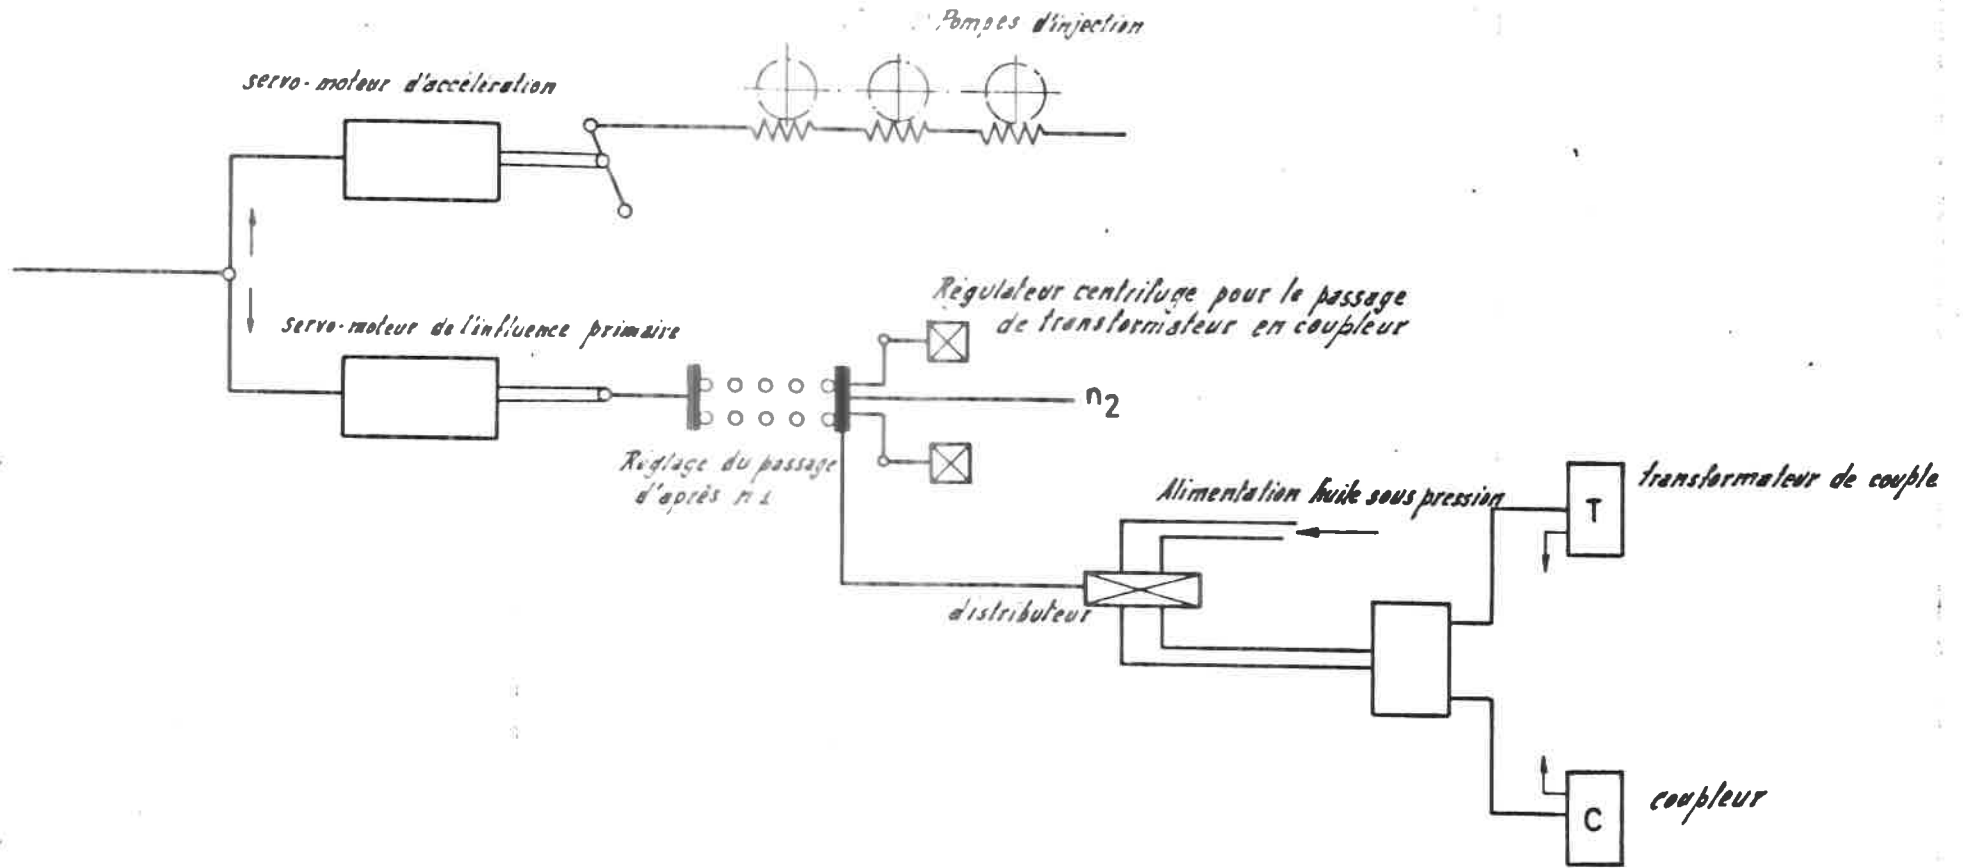 Pompes d'injection
servo-moteur d'accélération
Régulateur centrifuge pour le passage
de transformateur en coupleur
servo-moteur de l'influence primaire
n2
Réglage du passage
d'après n1
Alimentation huile sous pression
transformateur de couple
T
distributeur
coupleur
C